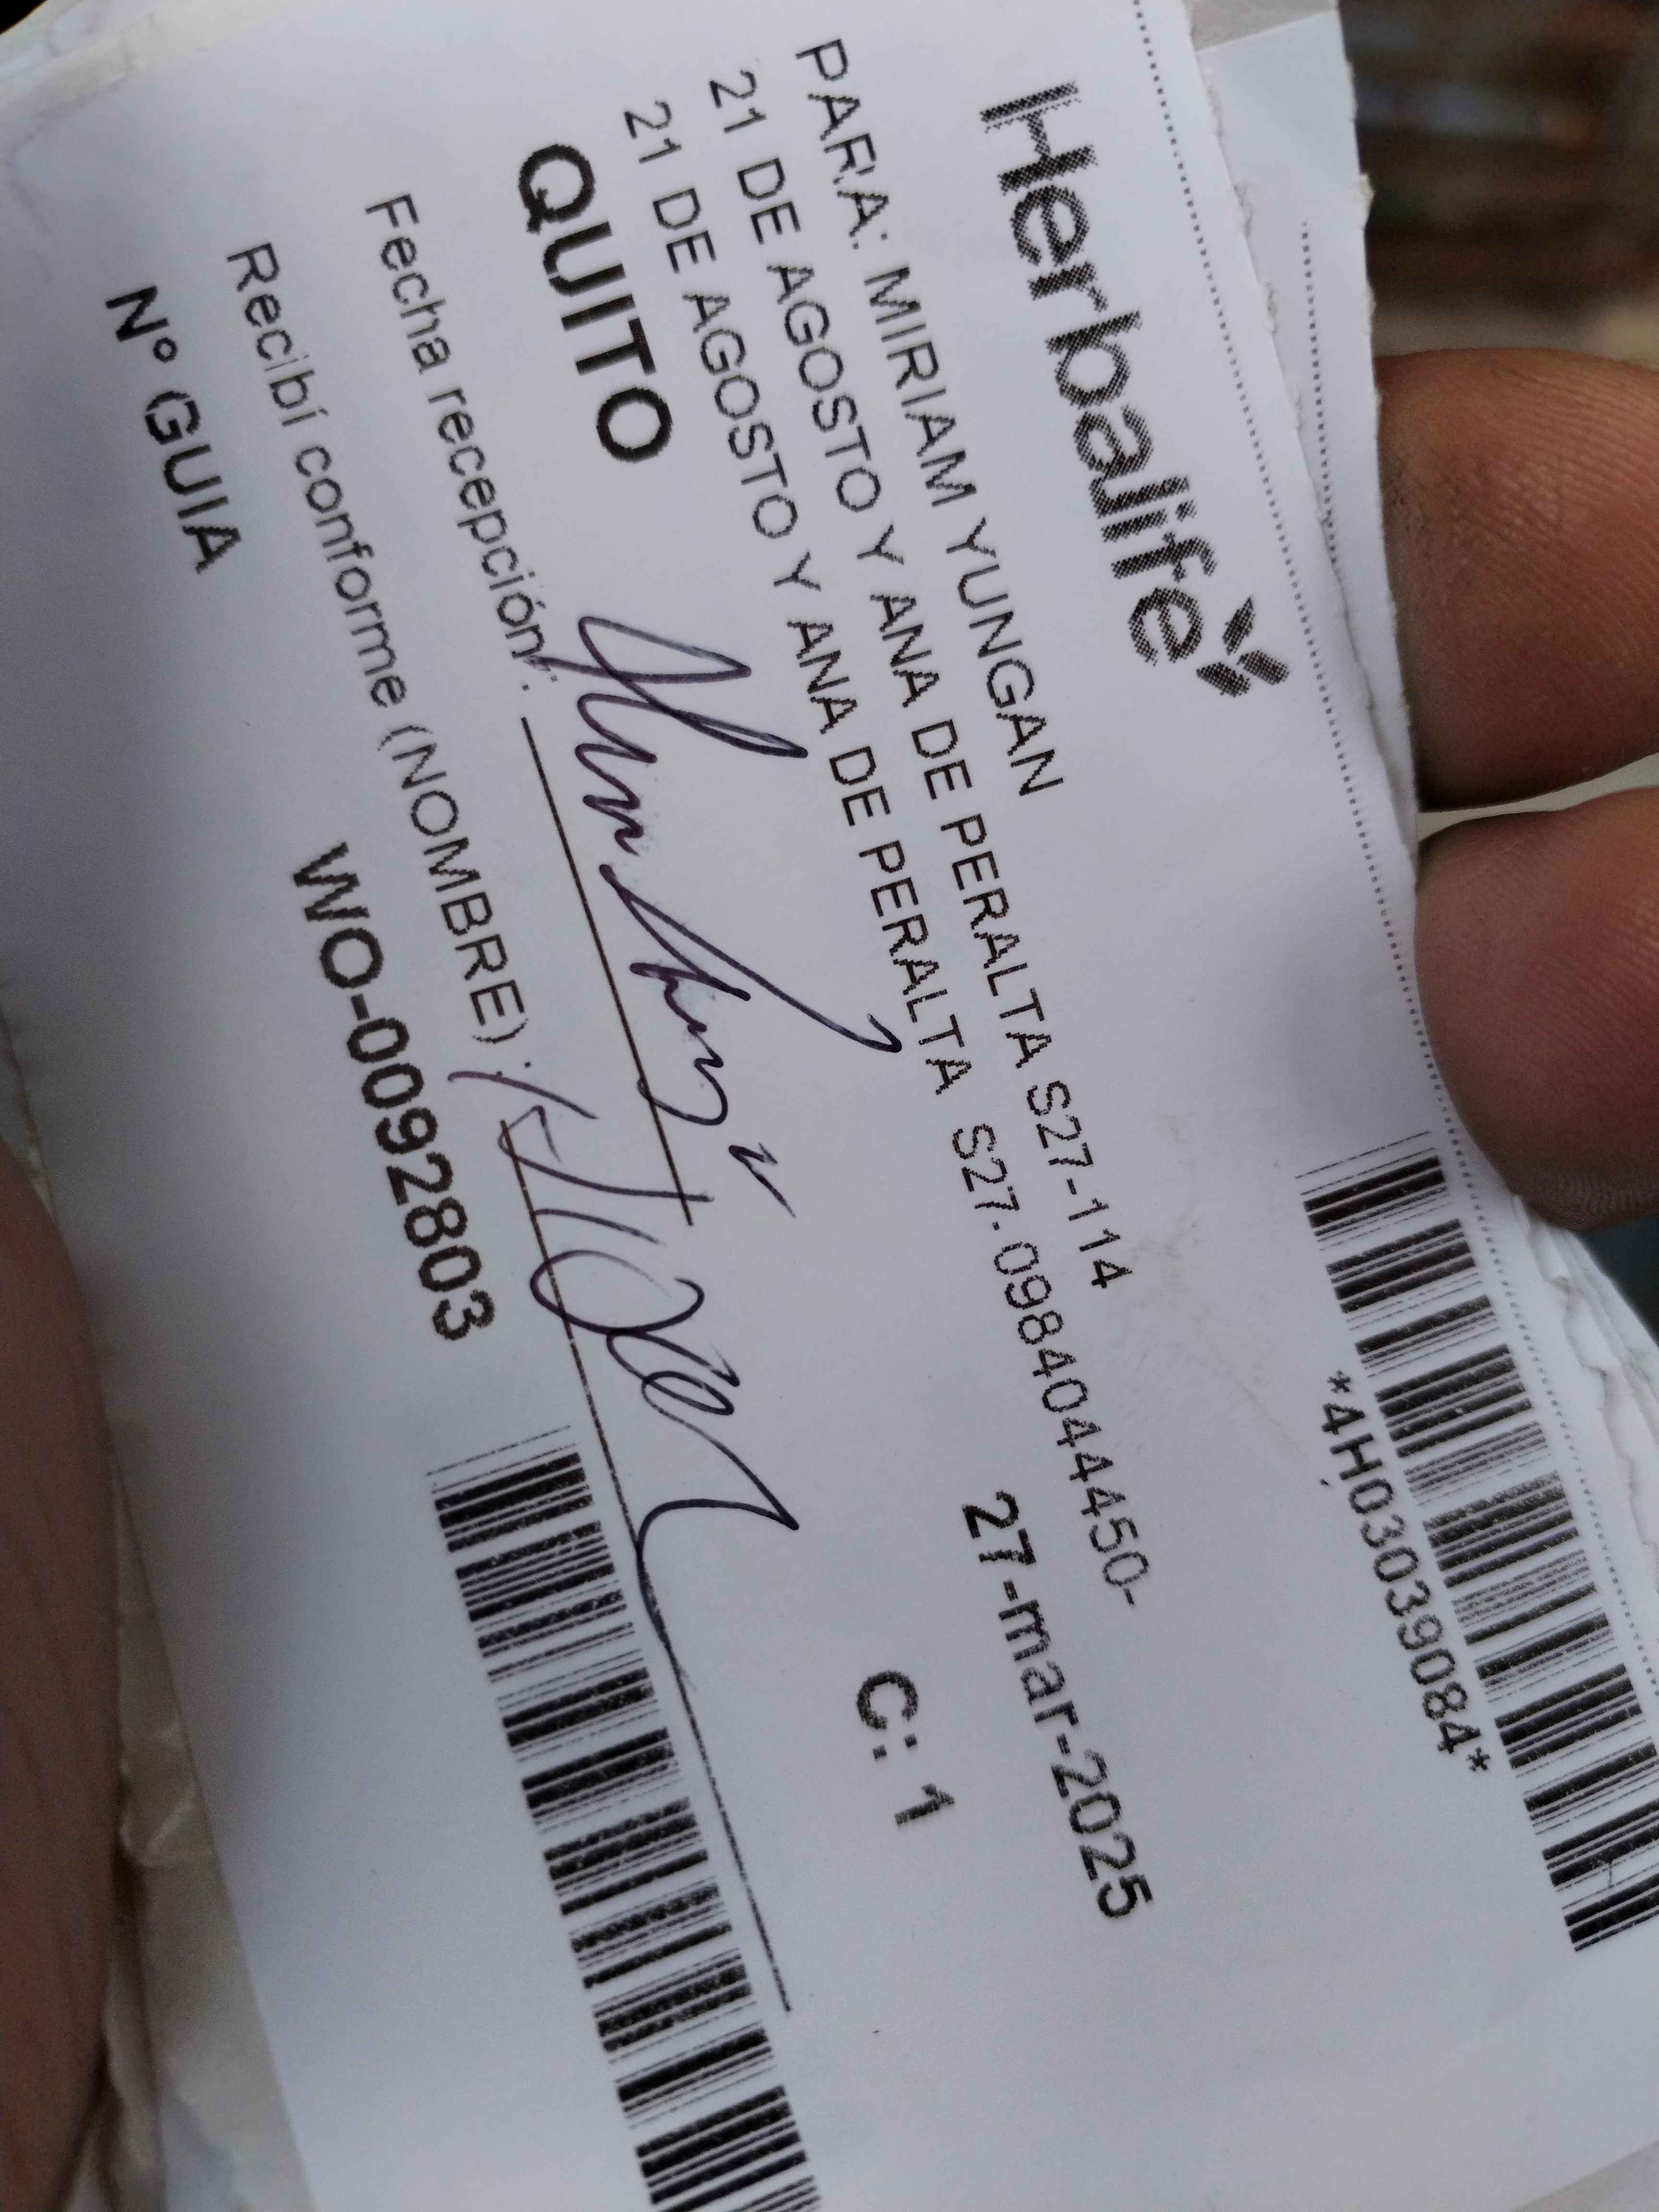 Herbalife
*4H03039084*
PARA: MIRIAM YUNGAN
21 DE AGOSTO Y ANA DE PERALTA S27-114
21 DE AGOSTO Y ANA DE PERALTA S27- 0984044450-
27-mar-2025
QUITO
C: 1
Fecha recepción :
Recibí conforme (NOMBRE) :
Nº GUIA WO-0092803